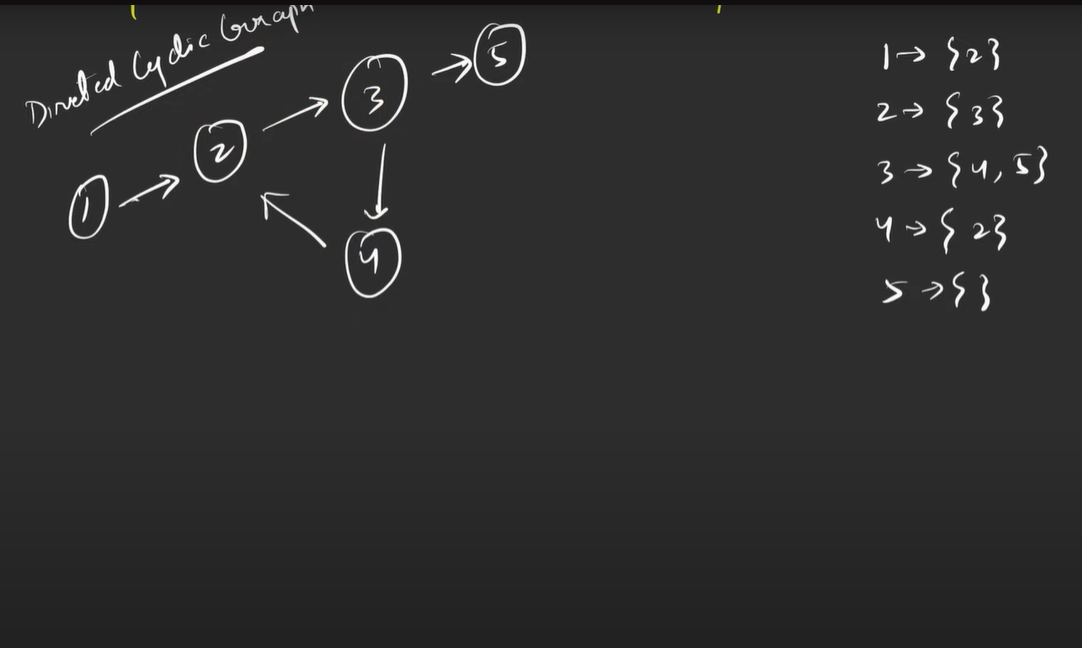 Directed Cyclic Graph
1
2
3
5
4
1 → {2}
2 → {3}
3 → {4, 5}
4 → {2}
5 → { }